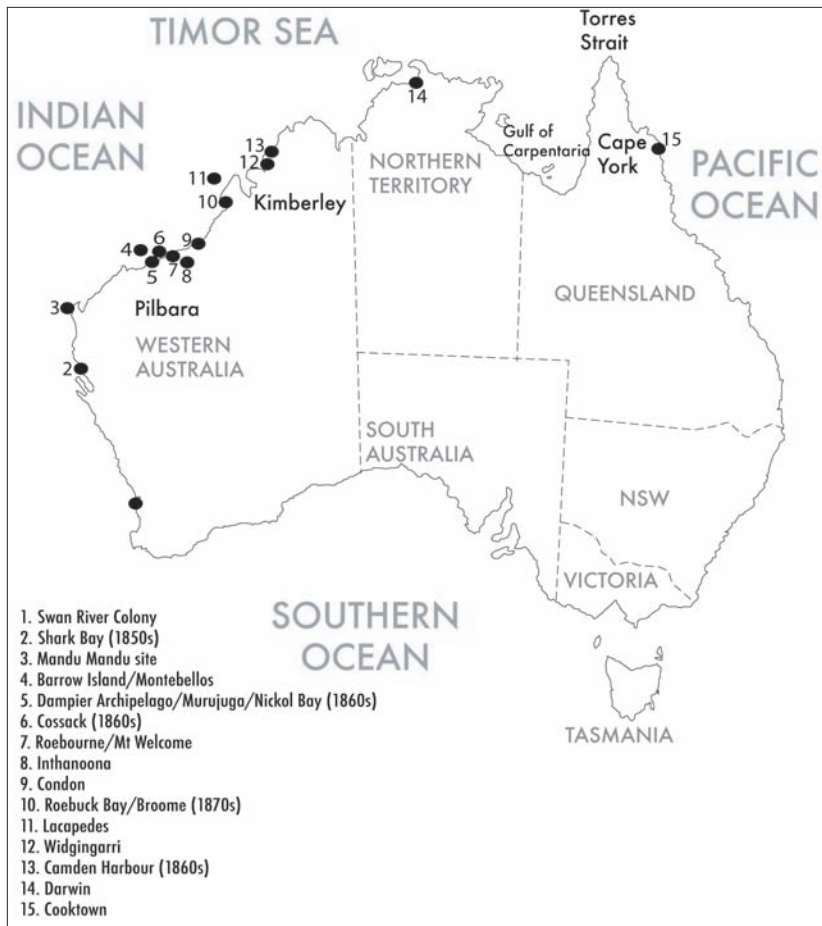 TIMOR SEA
Torres
Strait
14
INDIAN
OCEAN
Gulf of
Carpentaria
Cape
York
15
PACIFIC
OCEAN
13
12
NORTHERN
TERRITORY
11
10
Kimberley
4
6
9
5
7
8
QUEENSLAND
3
Pilbara
WESTERN
AUSTRALIA
2
SOUTH
AUSTRALIA
NSW
VICTORIA
SOUTHERN
OCEAN
TASMANIA
1. Swan River Colony
2. Shark Bay (1850s)
3. Mandu Mandu site
4. Barrow Island/Montebellos
5. Dampier Archipelago/Murujuga/Nickol Bay (1860s)
6. Cossack (1860s)
7. Roebourne/Mt Welcome
8. Inthanoona
9. Condon
10. Roebuck Bay/Broome (1870s)
11. Lacapedes
12. Widgingarri
13. Camden Harbour (1860s)
14. Darwin
15. Cooktown